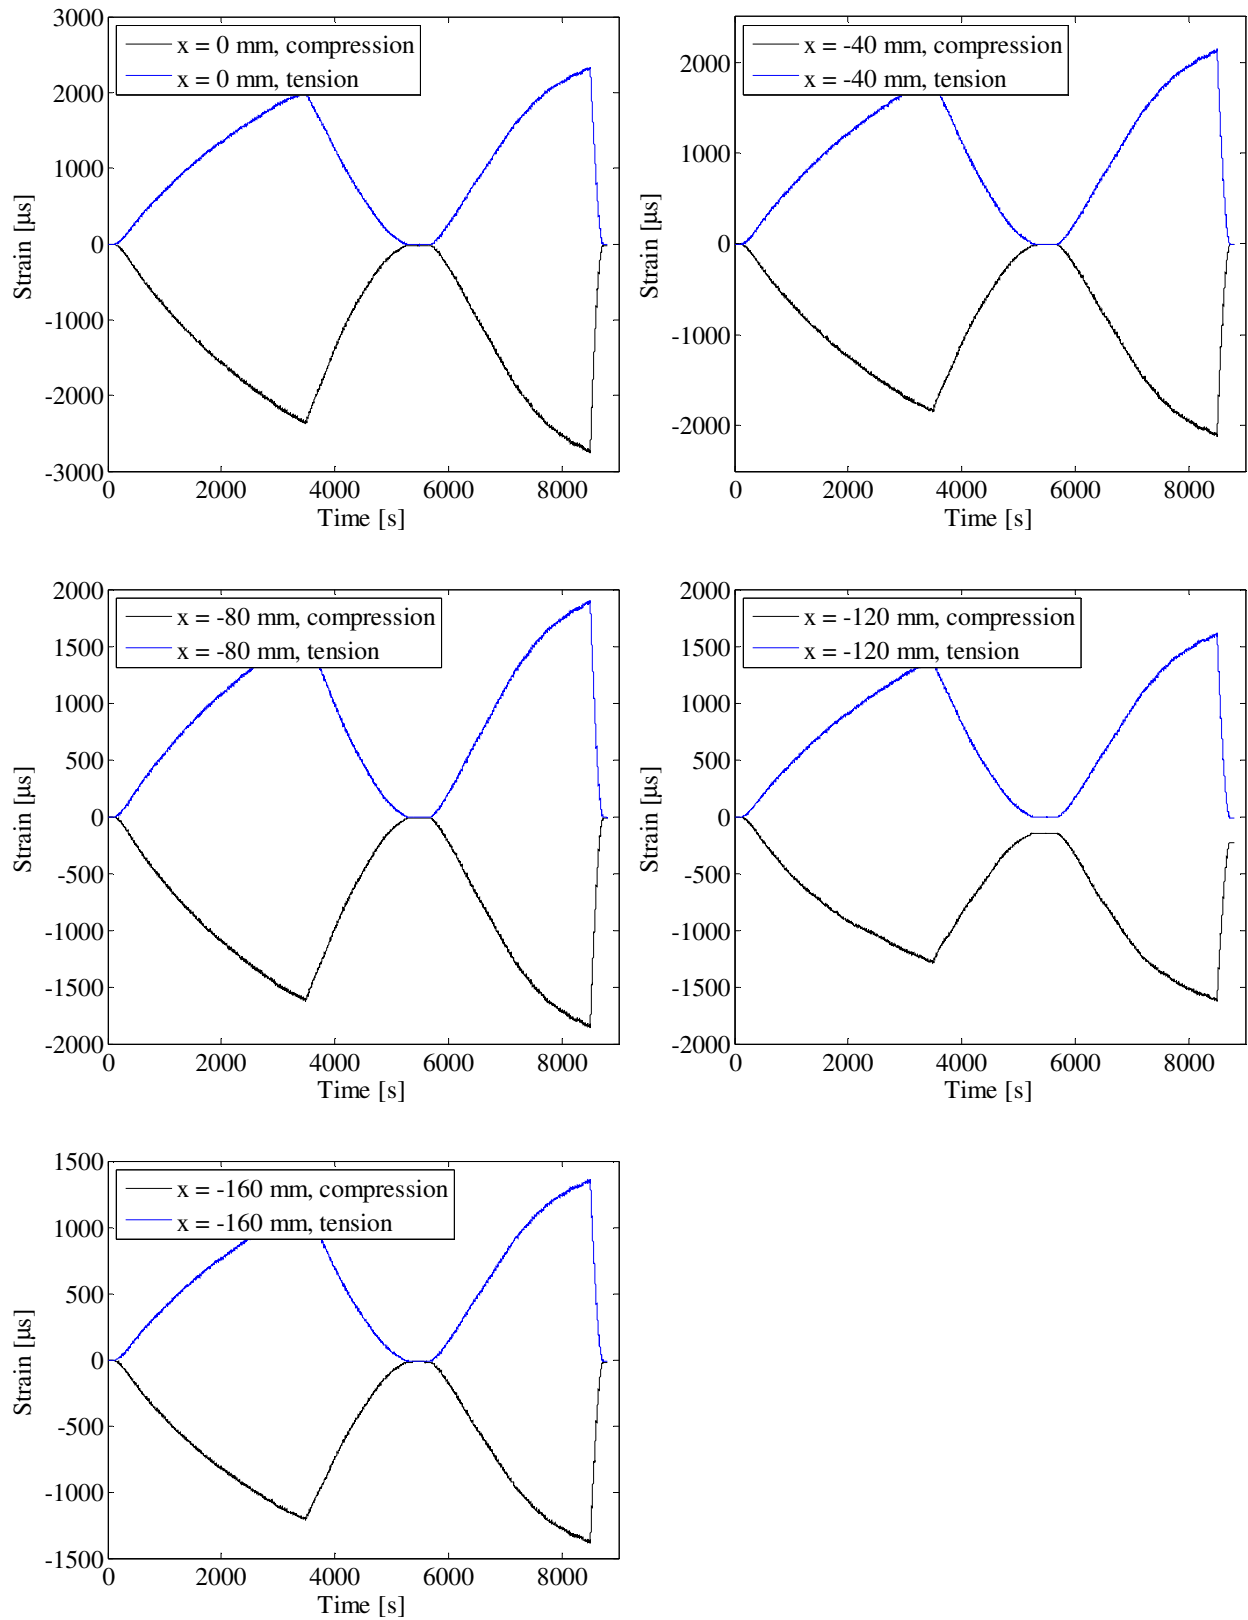 3000
2000
1000
0
-1000
-2000
-3000
Strain [µs]
x = 0 mm, compression
x = 0 mm, tension
0 2000 4000 6000 8000
Time [s]
2000
1000
0
-1000
-2000
Strain [µs]
x = -40 mm, compression
x = -40 mm, tension
0 2000 4000 6000 8000
Time [s]
2000
1500
1000
500
0
-500
-1000
-1500
-2000
Strain [µs]
x = -80 mm, compression
x = -80 mm, tension
0 2000 4000 6000 8000
Time [s]
2000
1500
1000
500
0
-500
-1000
-1500
-2000
Strain [µs]
x = -120 mm, compression
x = -120 mm, tension
0 2000 4000 6000 8000
Time [s]
1500
1000
500
0
-500
-1000
-1500
Strain [µs]
x = -160 mm, compression
x = -160 mm, tension
0 2000 4000 6000 8000
Time [s]